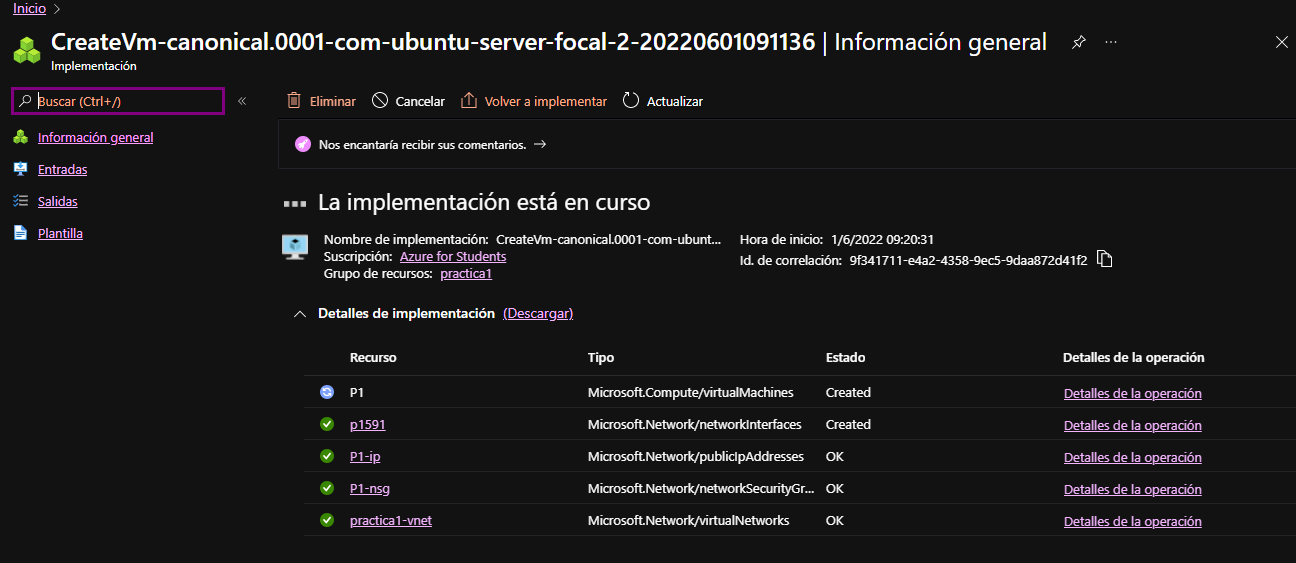 Inicio >
CreateVm-canonical.0001-com-ubuntu-server-focal-2-20220601091136 | Información general ...
Implementación
Buscar (Ctrl+/) «
Información general
Entradas
Salidas
Plantilla
Eliminar Cancelar Volver a implementar Actualizar
Nos encantaría recibir sus comentarios. →
La implementación está en curso
Nombre de implementación: CreateVm-canonical.0001-com-ubunt...
Suscripción: Azure for Students
Grupo de recursos: practica1
Hora de inicio: 1/6/2022 09:20:31
Id. de correlación: 9f341711-e4a2-4358-9ec5-9daa872d41f2
Detalles de implementación (Descargar)
Recurso Tipo Estado Detalles de la operación
P1 Microsoft.Compute/virtualMachines Created Detalles de la operación
p1591 Microsoft.Network/networkInterfaces Created Detalles de la operación
P1-ip Microsoft.Network/publicIpAddresses OK Detalles de la operación
P1-nsg Microsoft.Network/networkSecurityGr... OK Detalles de la operación
practica1-vnet Microsoft.Network/virtualNetworks OK Detalles de la operación